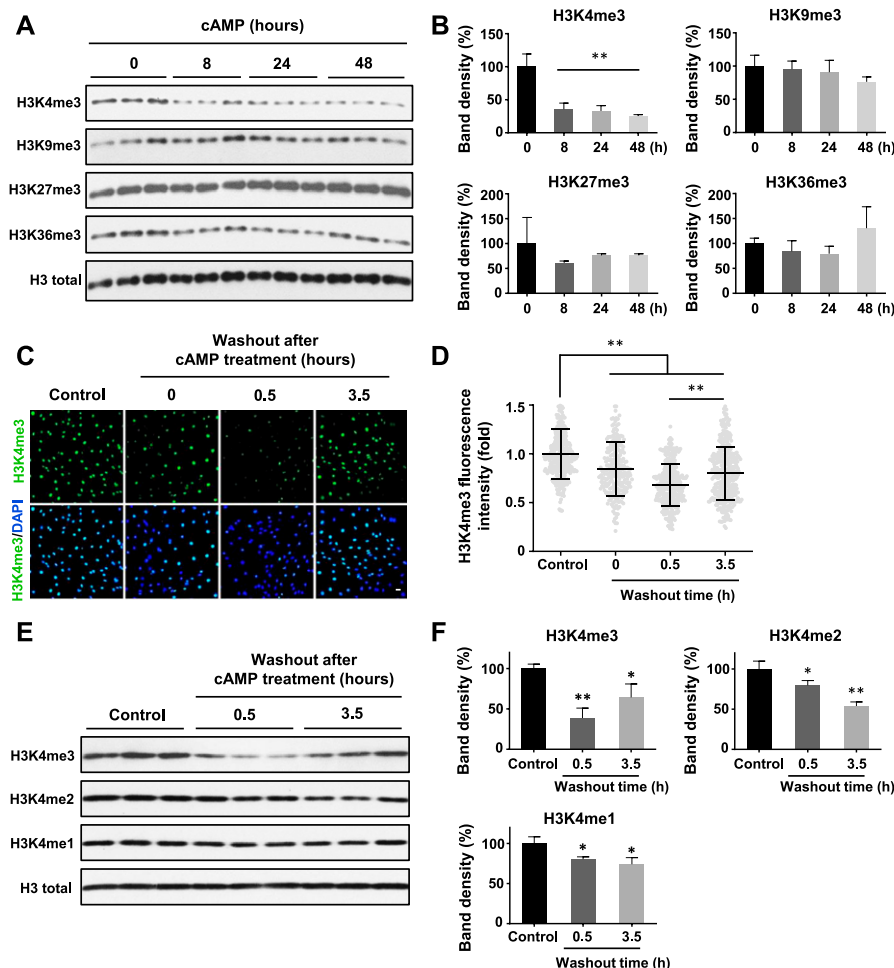 A
cAMP (hours)
0 8 24 48
H3K4me3
H3K9me3
H3K27me3
H3K36me3
H3 total
B
H3K4me3
Band density (%)
150
100
50
0
**
0 8 24 48 (h)
H3K9me3
Band density (%)
150
100
50
0
0 8 24 48 (h)
H3K27me3
Band density (%)
200
150
100
50
0
0 8 24 48 (h)
H3K36me3
Band density (%)
200
150
100
50
0
0 8 24 48 (h)
C
Washout after
cAMP treatment (hours)
Control 0 0.5 3.5
H3K4me3
H3K4me3/DAPI
D
H3K4me3 fluorescence
intensity (fold)
1.5
1.0
0.5
0
**
**
Control 0 0.5 3.5
Washout time (h)
E
Washout after
cAMP treatment (hours)
Control 0.5 3.5
H3K4me3
H3K4me2
H3K4me1
H3 total
F
H3K4me3
Band density (%)
100
50
0
**
*
Control 0.5 3.5
Washout time (h)
H3K4me2
Band density (%)
100
50
0
*
**
Control 0.5 3.5
Washout time (h)
H3K4me1
Band density (%)
100
50
0
*
*
Control 0.5 3.5
Washout time (h)